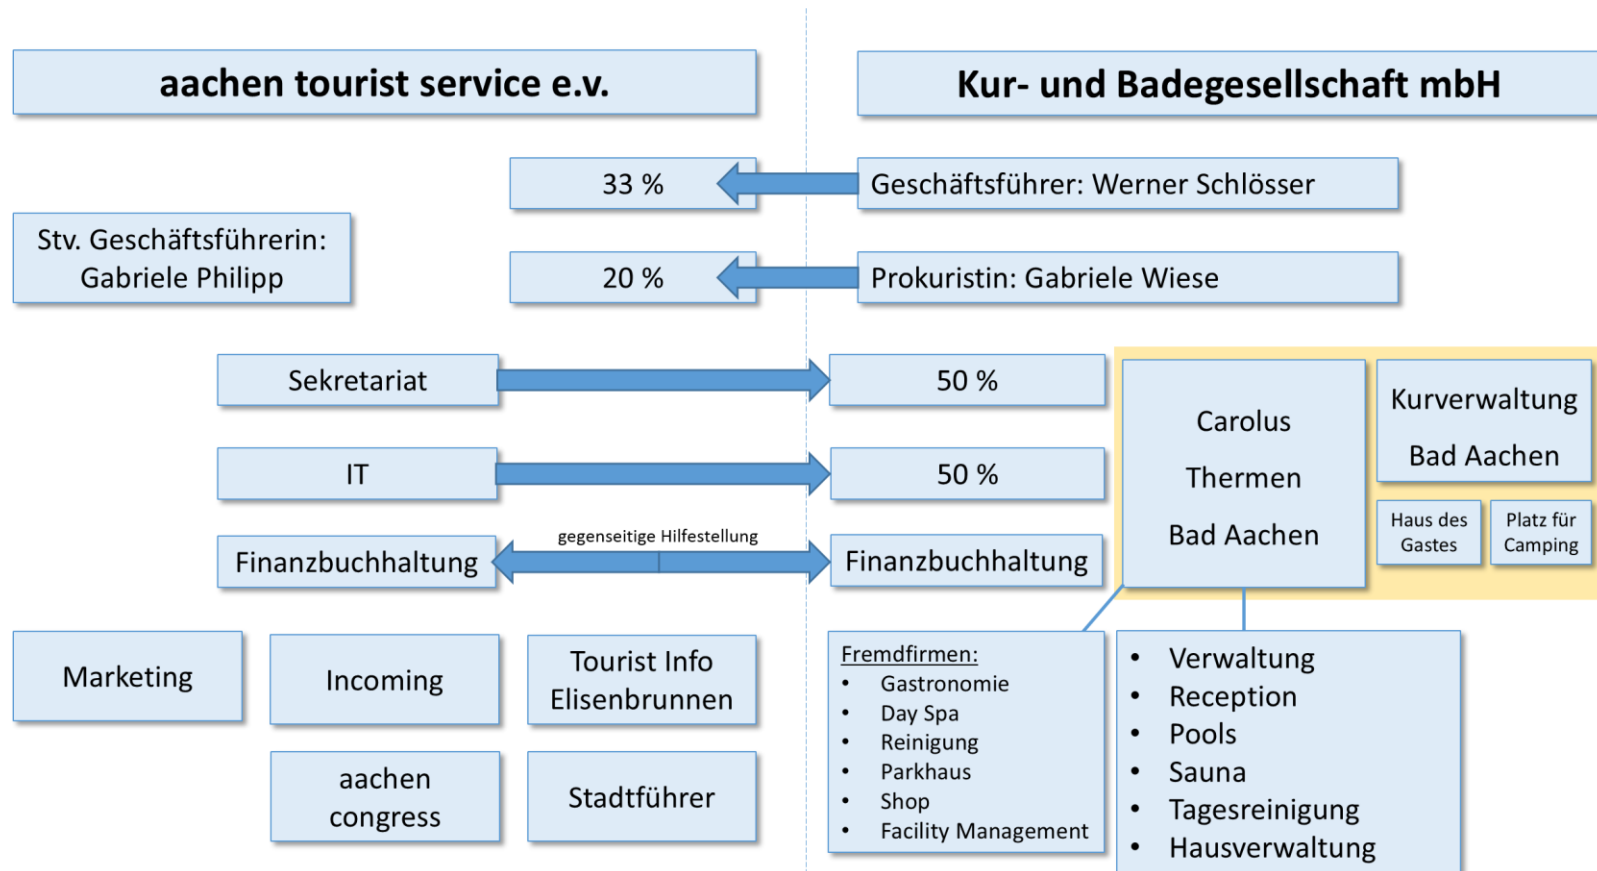 aachen tourist service e.v.
Kur- und Badegesellschaft mbH
33 %
Geschäftsführer: Werner Schlösser
Stv. Geschäftsführerin:
Gabriele Philipp
20 %
Prokuristin: Gabriele Wiese
Sekretariat
50 %
IT
50 %
Finanzbuchhaltung
gegenseitige Hilfestellung
Finanzbuchhaltung
Carolus
Thermen
Bad Aachen
Kurverwaltung
Bad Aachen
Haus des
Gastes
Platz für
Camping
Marketing
Incoming
Tourist Info
Elisenbrunnen
aachen
congress
Stadtführer
Fremdfirmen:
• Gastronomie
• Day Spa
• Reinigung
• Parkhaus
• Shop
• Facility Management
• Verwaltung
• Reception
• Pools
• Sauna
• Tagesreinigung
• Hausverwaltung